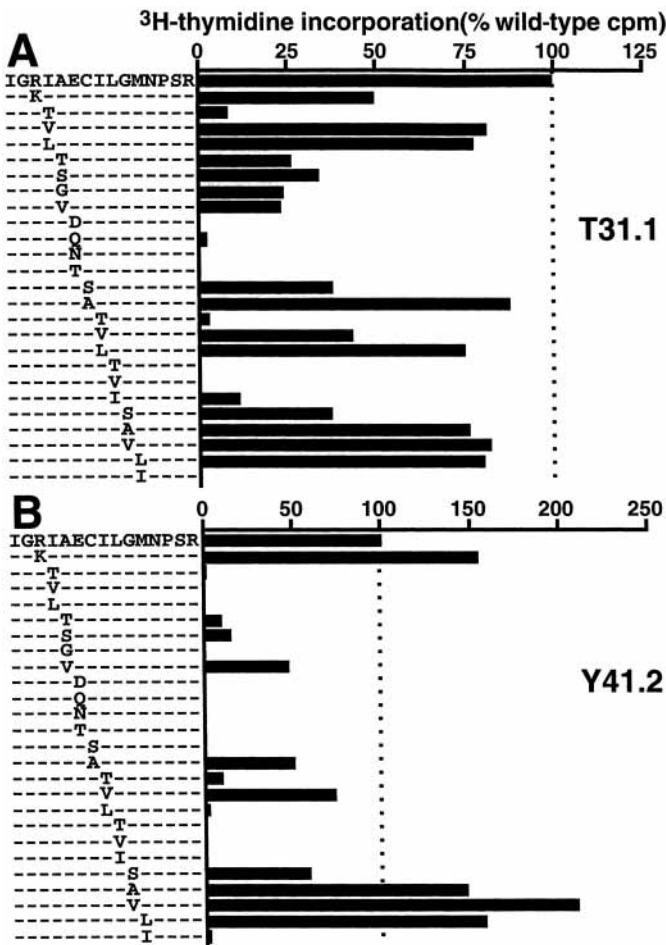 ³H-thymidine incorporation(% wild-type cpm)
A
0 25 50 75 100 125
IGRIAECILGMNPSR
--K------------
---T-----------
---V-----------
---L-----------
----T----------
----S----------
----G----------
----V----------
-----D---------
-----Q---------
-----N---------
-----T---------
------S--------
------A--------
-------T-------
-------V-------
-------L-------
--------T------
--------V------
--------I------
---------S-----
---------A-----
---------V-----
----------L----
----------I----
T31.1
B
0 50 100 150 200 250
IGRIAECILGMNPSR
--K------------
---T-----------
---V-----------
---L-----------
----T----------
----S----------
----G----------
----V----------
-----D---------
-----Q---------
-----N---------
-----T---------
------S--------
------A--------
-------T-------
-------V-------
-------L-------
--------T------
--------V------
--------I------
---------S-----
---------A-----
---------V-----
----------L----
----------I----
Y41.2